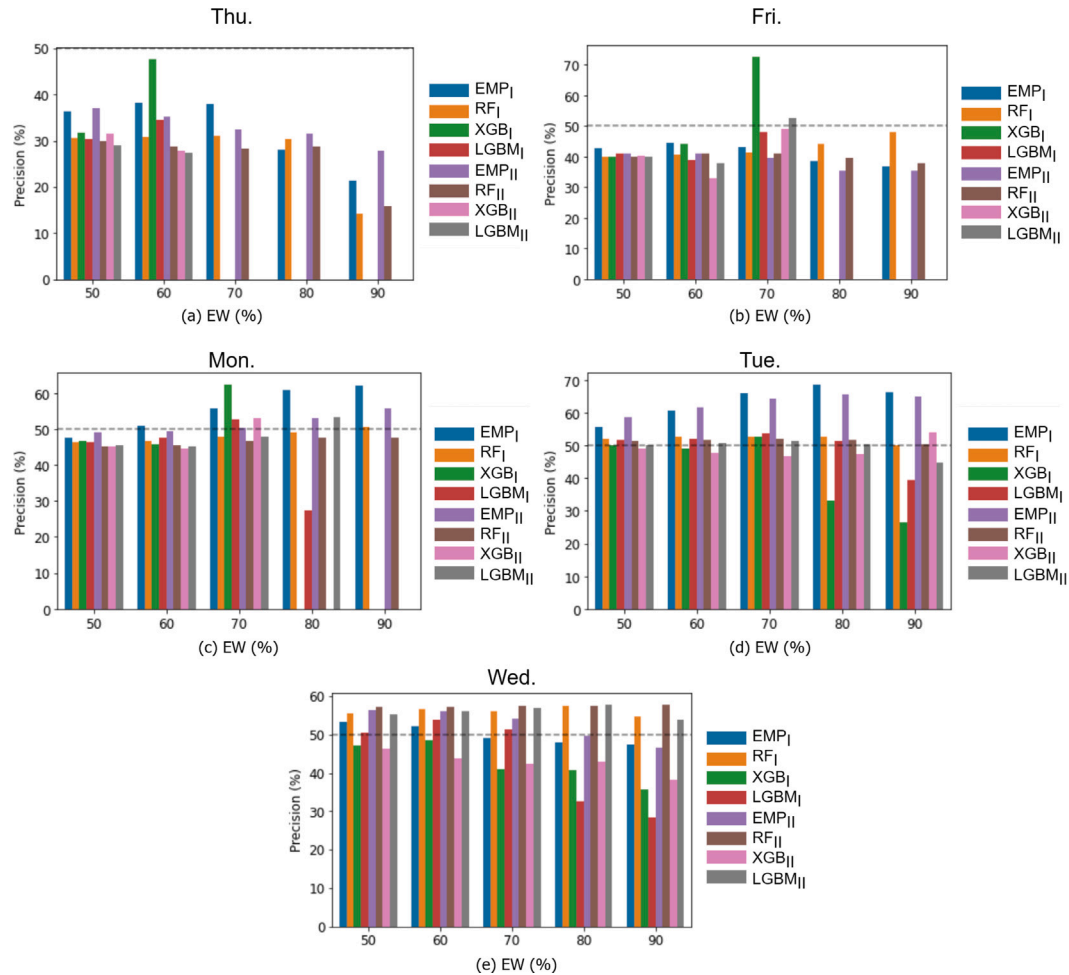 Thu.
50
40
30
20
10
0
Precision (%)
50 60 70 80 90
(a) EW (%)
EMP_I
RF_I
XGB_I
LGBM_I
EMP_II
RF_II
XGB_II
LGBM_II
Fri.
70
60
50
40
30
20
10
0
Precision (%)
50 60 70 80 90
(b) EW (%)
EMP_I
RF_I
XGB_I
LGBM_I
EMP_II
RF_II
XGB_II
LGBM_II
Mon.
60
50
40
30
20
10
0
Precision (%)
50 60 70 80 90
(c) EW (%)
EMP_I
RF_I
XGB_I
LGBM_I
EMP_II
RF_II
XGB_II
LGBM_II
Tue.
70
60
50
40
30
20
10
0
Precision (%)
50 60 70 80 90
(d) EW (%)
EMP_I
RF_I
XGB_I
LGBM_I
EMP_II
RF_II
XGB_II
LGBM_II
Wed.
60
50
40
30
20
10
0
Precision (%)
50 60 70 80 90
(e) EW (%)
EMP_I
RF_I
XGB_I
LGBM_I
EMP_II
RF_II
XGB_II
LGBM_II